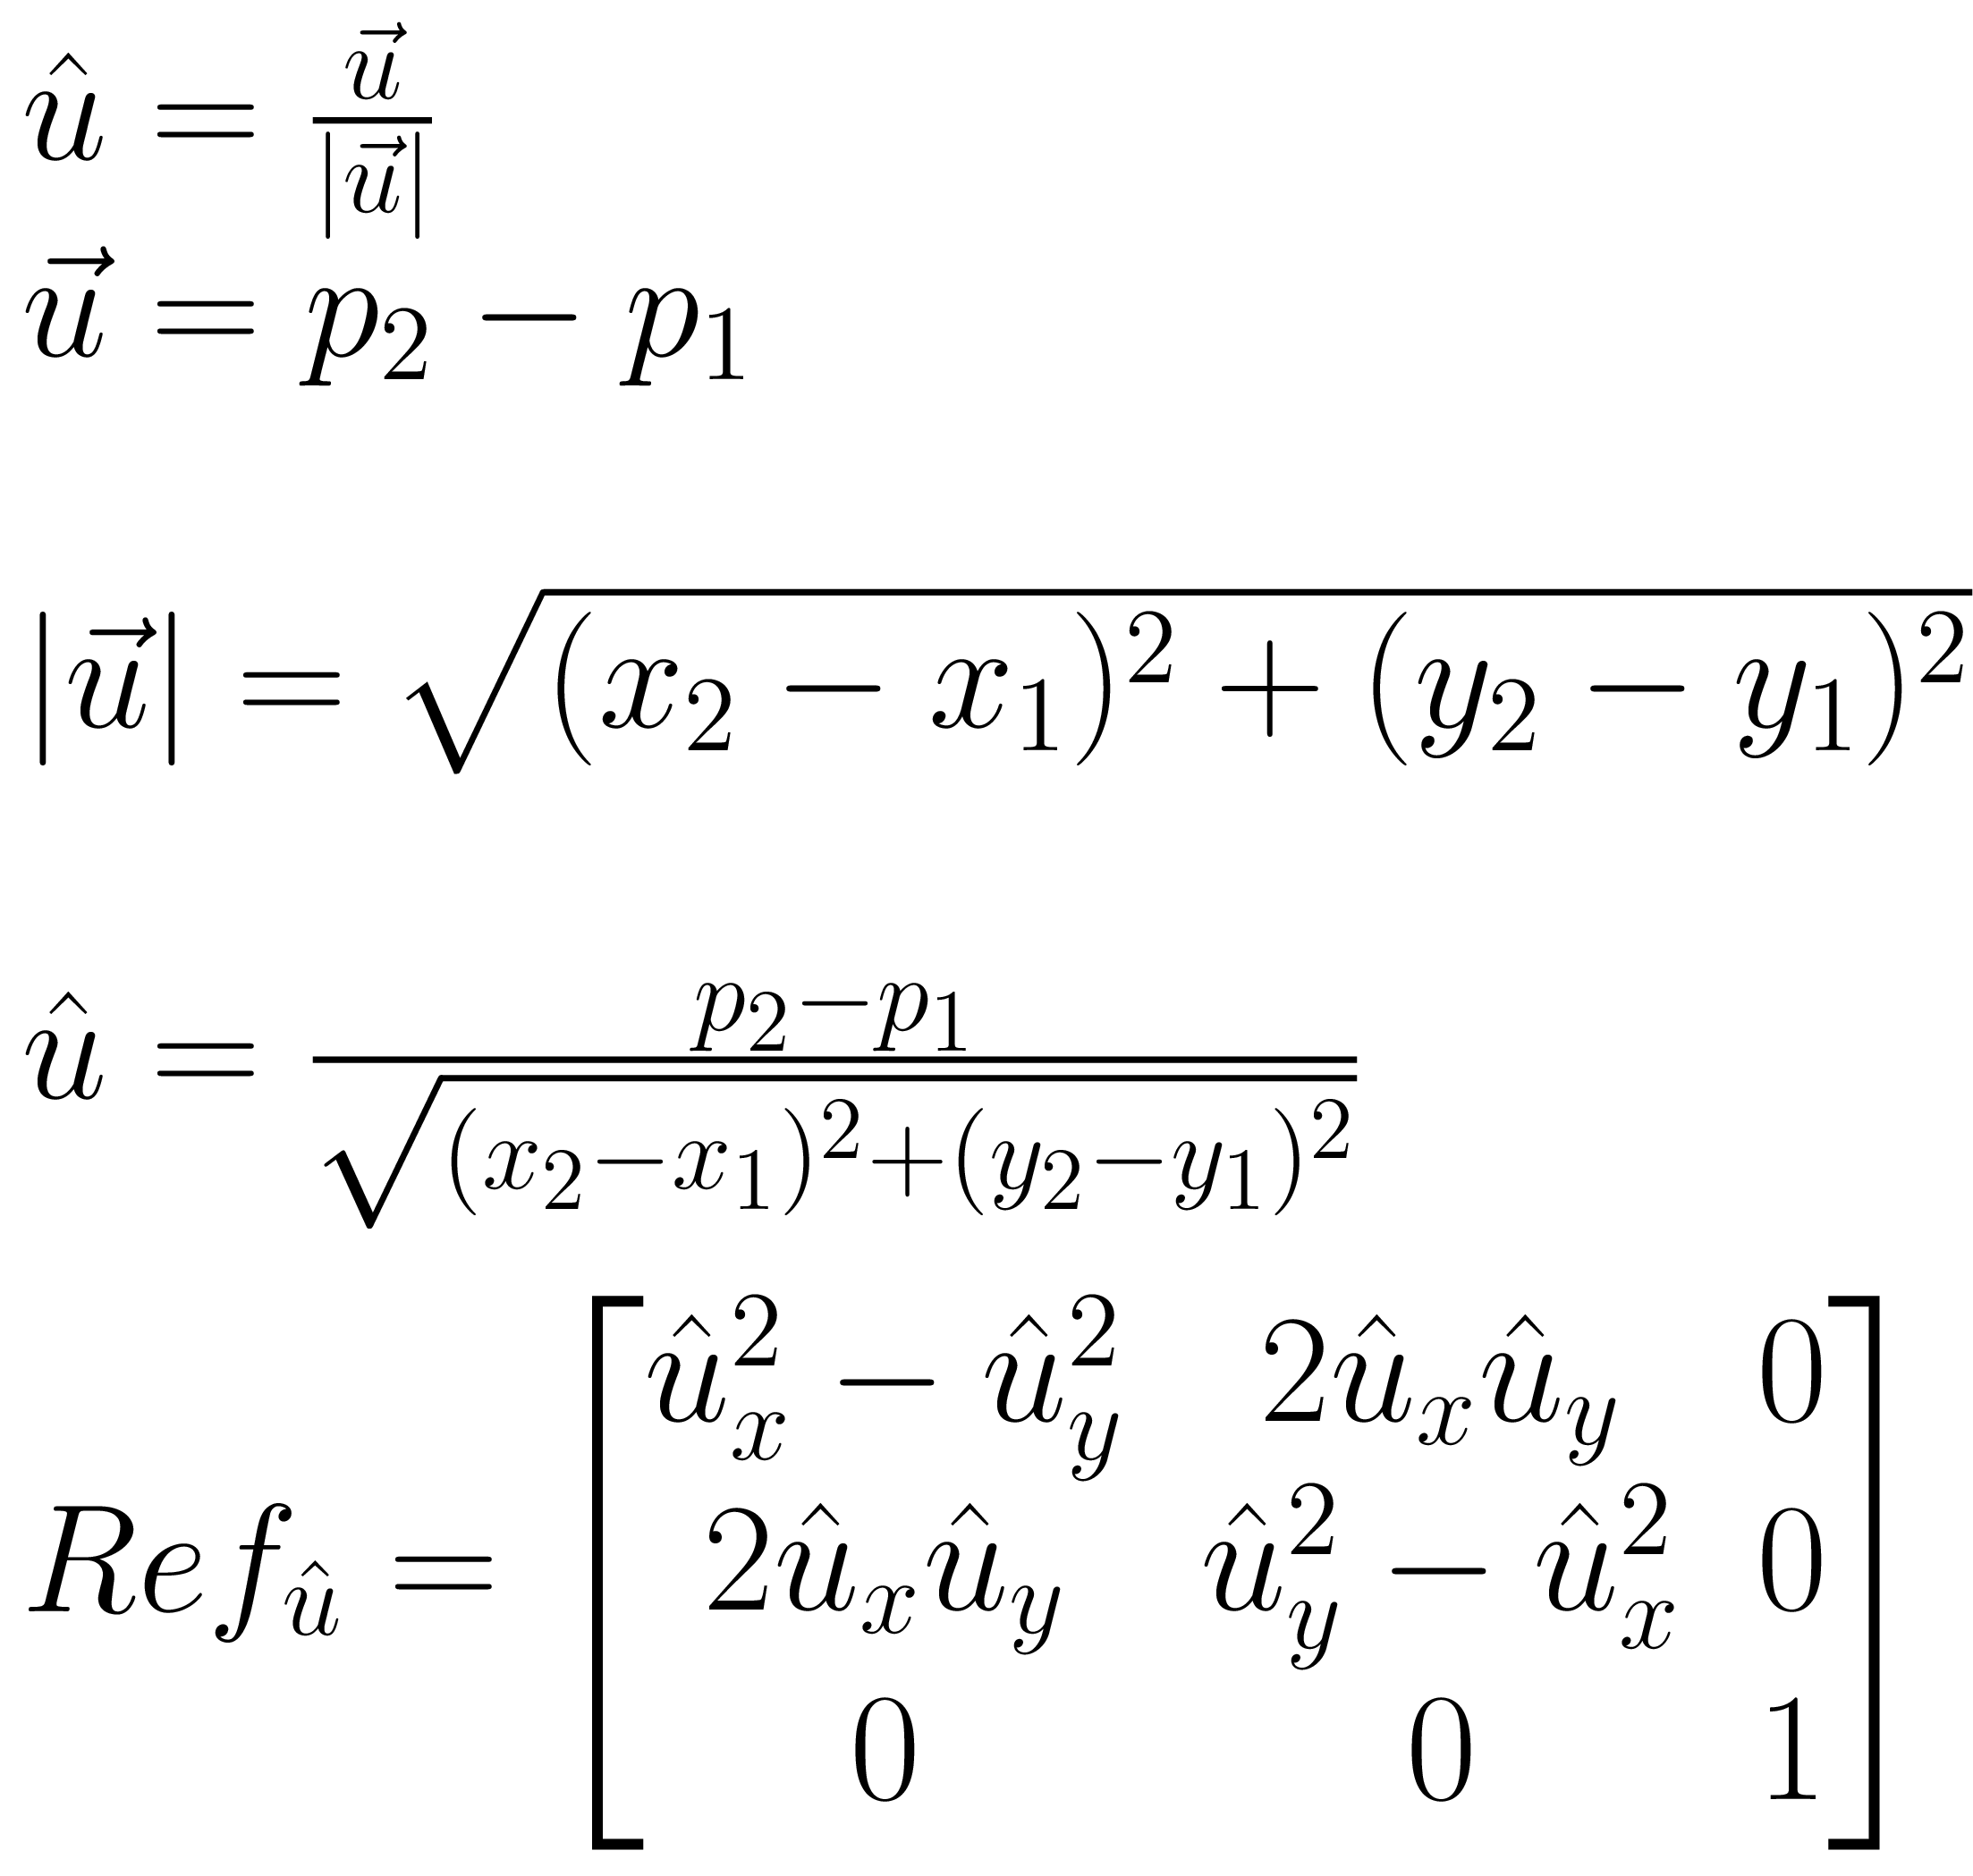 û = u⃗ / |u⃗|
u⃗ = p₂ − p₁
|u⃗| = √((x₂ − x₁)² + (y₂ − y₁)²)
û = (p₂−p₁) / √((x₂−x₁)²+(y₂−y₁)²)
Ref_û = [ û_x² − û_y²  2û_xû_y  0
2û_xû_y  û_y² − û_x²  0
0  0  1 ]